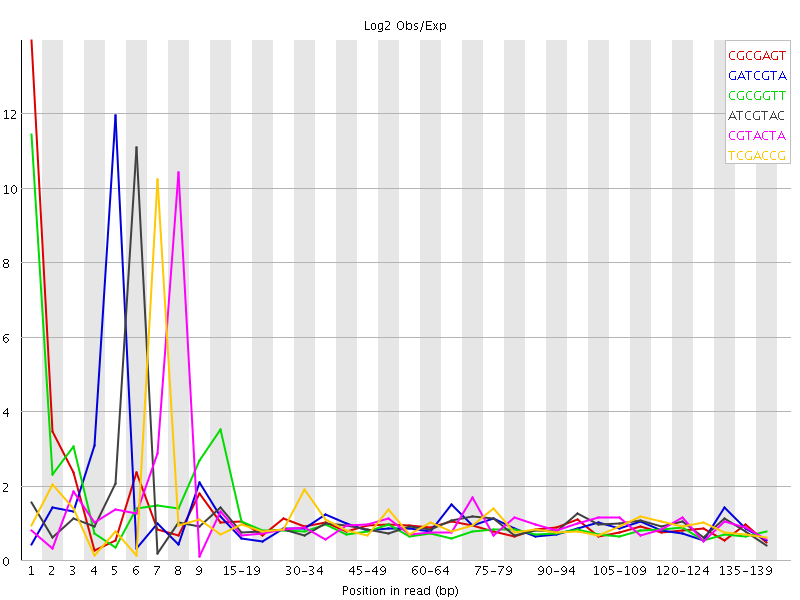 Log2 Obs/Exp
CGCGAGT
GATCGTA
CGCGGTT
ATCGTAC
CGTACTA
TCGACCG
12
10
8
6
4
2
0
1 2 3 4 5 6 7 8 9 15-19 30-34 45-49 60-64 75-79 90-94 105-109 120-124 135-139
Position in read (bp)